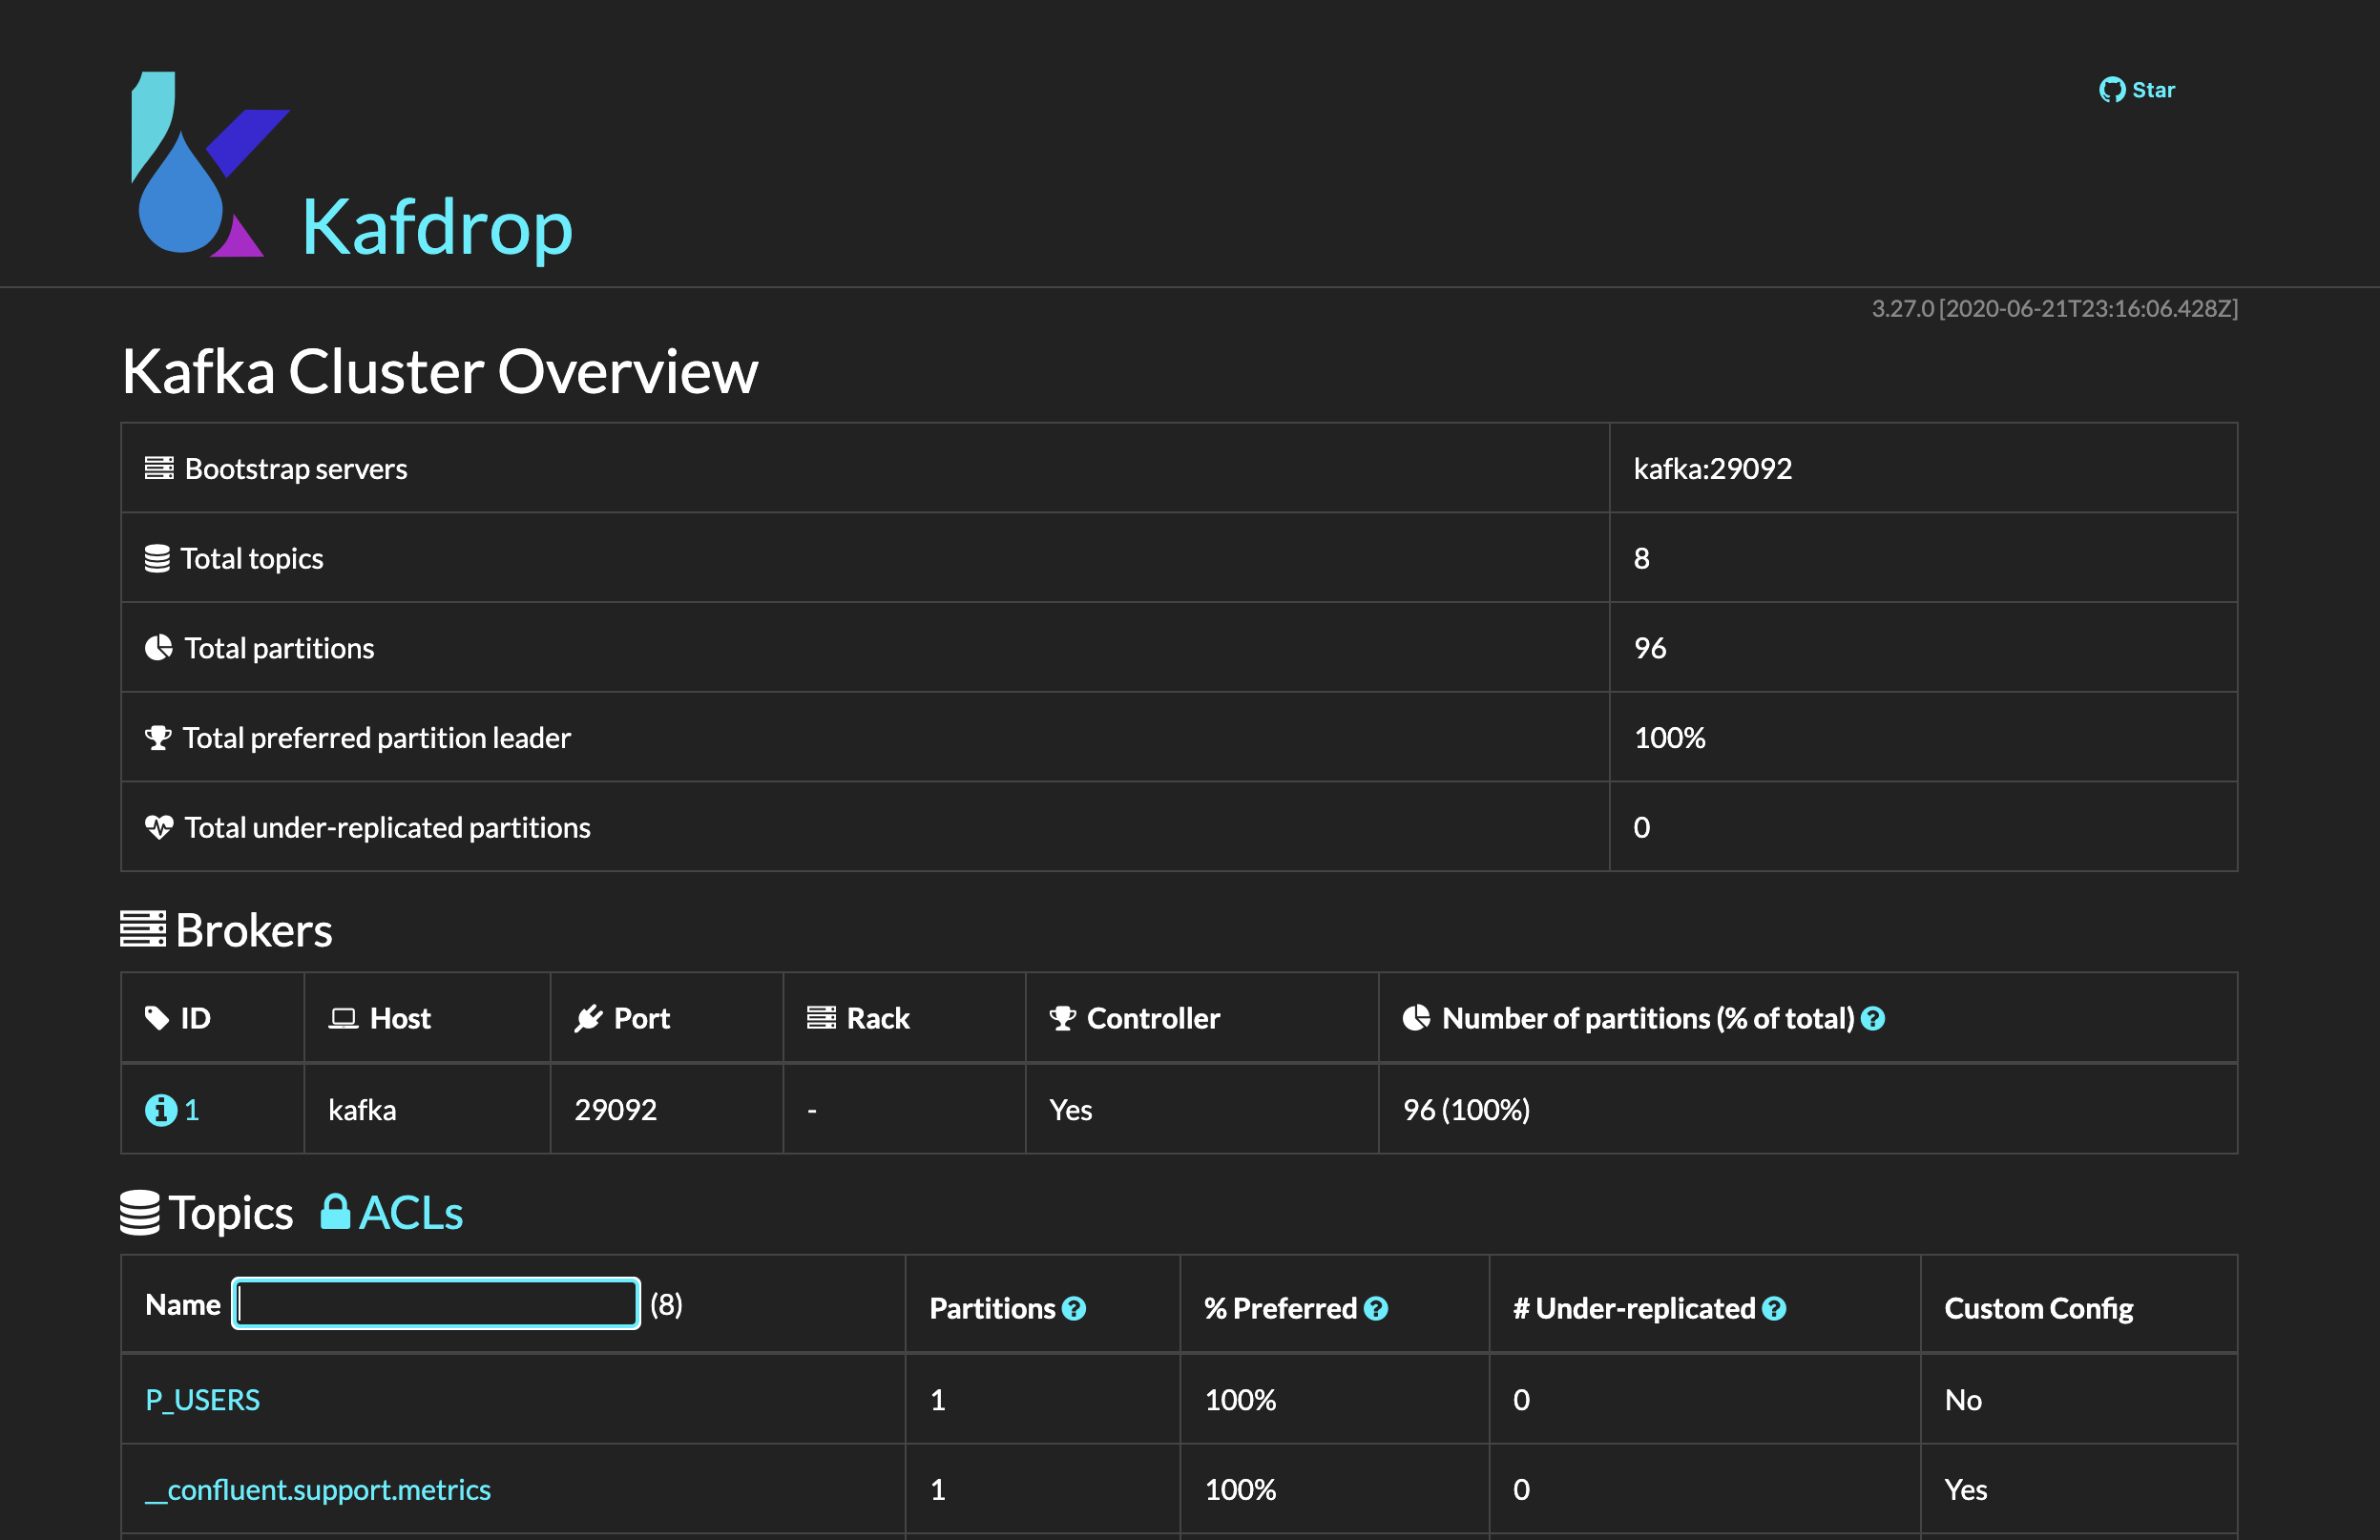 Star
Kafdrop
3.27.0 [2020-06-21T23:16:06.428Z]
Kafka Cluster Overview
Bootstrap servers kafka:29092
Total topics 8
Total partitions 96
Total preferred partition leader 100%
Total under-replicated partitions 0
Brokers
ID Host Port Rack Controller Number of partitions (% of total) ?
1 kafka 29092 - Yes 96 (100%)
Topics ACLs
Name (8) Partitions ? % Preferred ? # Under-replicated ? Custom Config
P_USERS 1 100% 0 No
__confluent.support.metrics 1 100% 0 Yes